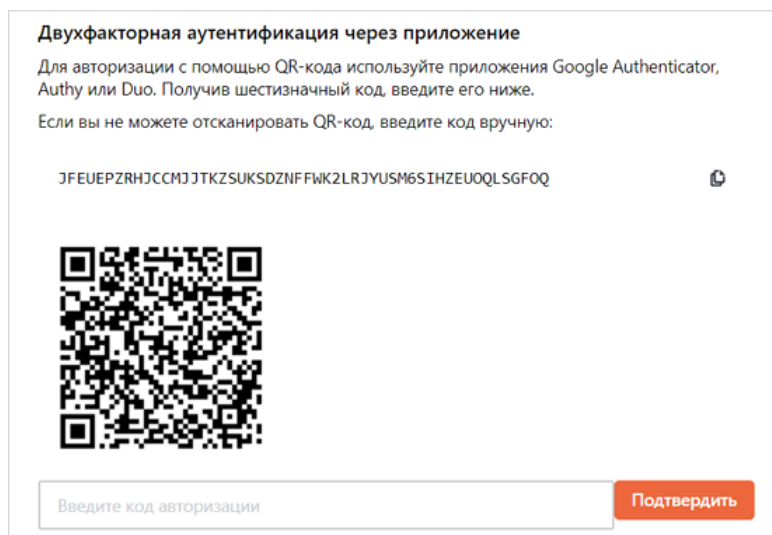 Двухфакторная аутентификация через приложение
Для авторизации с помощью QR-кода используйте приложения Google Authenticator,
Authy или Duo. Получив шестизначный код, введите его ниже.
Если вы не можете отсканировать QR-код, введите код вручную:
JFEUEPZRHJCCMJJTKZSUKSDZNFFWK2LRJYUSM6SIHZEUOQLSGFOQ
Введите код авторизации
Подтвердить